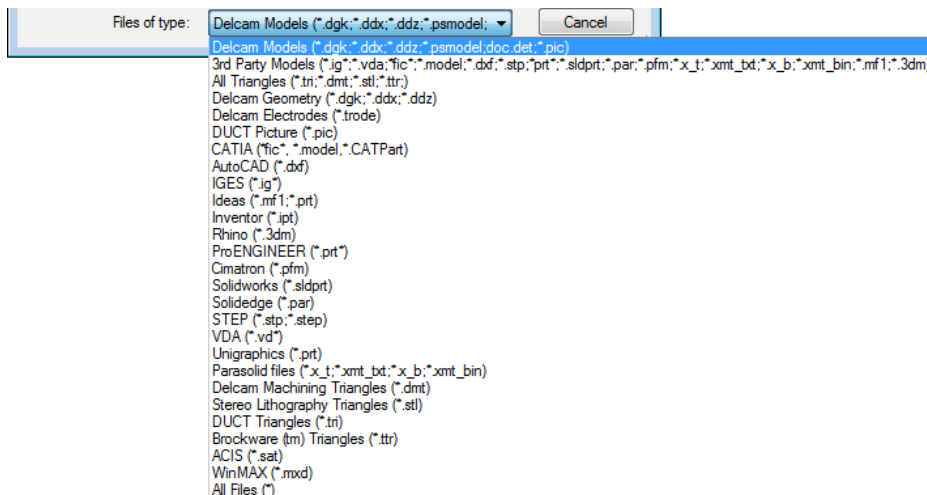 Files of type: Delcam Models (*.dgk;*.ddx;*.ddz;*.psmodel; Cancel
Delcam Models (*.dgk;*.ddx;*.ddz;*.psmodel;doc.det;*.pic)
3rd Party Models (*.ig*;*.vda;*fic*;*.model;*.dxf;*.stp;*prt*;*.sldprt;*.par;*.pfm;*.x_t;*.xmt_txt;*.x_b;*.xmt_bin;*.mf1;*.3dm)
All Triangles (*.tri;*.dmt;*.stl;*.ttr;)
Delcam Geometry (*.dgk;*.ddx;*.ddz)
Delcam Electrodes (*.trode)
DUCT Picture (*.pic)
CATIA (*fic*, *.model,*.CATPart)
AutoCAD (*.dxf)
IGES (*.ig*)
Ideas (*.mf1;*.prt)
Inventor (*.ipt)
Rhino (*.3dm)
ProENGINEER (*.prt*)
Cimatron (*.pfm)
Solidworks (*.sldprt)
Solidedge (*.par)
STEP (*.stp;*.step)
VDA (*.vd*)
Unigraphics (*.prt)
Parasolid files (*.x_t;*.xmt_txt;*.x_b;*.xmt_bin)
Delcam Machining Triangles (*.dmt)
Stereo Lithography Triangles (*.stl)
DUCT Triangles (*.tri)
Brockware (tm) Triangles (*.ttr)
ACIS (*.sat)
WinMAX (*.mxd)
All Files (*)